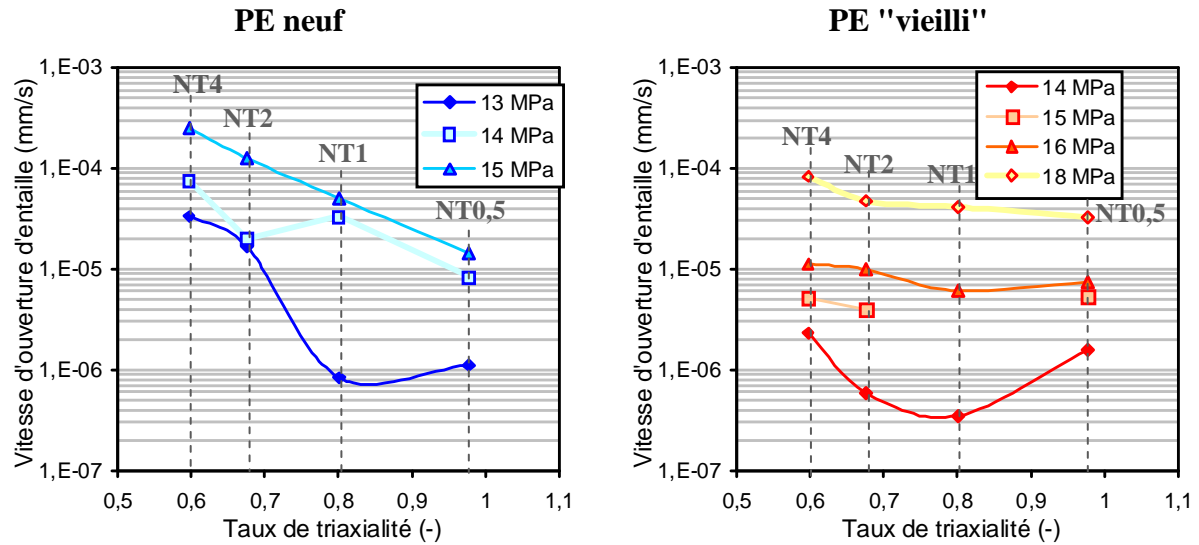 PE neuf
Vitesse d'ouverture d'entaille (mm/s)
1,E-03
1,E-04
1,E-05
1,E-06
1,E-07
NT4
NT2
NT1
NT0,5
13 MPa
14 MPa
15 MPa
0,5 0,6 0,7 0,8 0,9 1 1,1
Taux de triaxialité (-)
PE "vieilli"
Vitesse d'ouverture d'entaille (mm/s)
1,E-03
1,E-04
1,E-05
1,E-06
1,E-07
NT4
NT2
NT1
NT0,5
14 MPa
15 MPa
16 MPa
18 MPa
0,5 0,6 0,7 0,8 0,9 1 1,1
Taux de triaxialité (-)